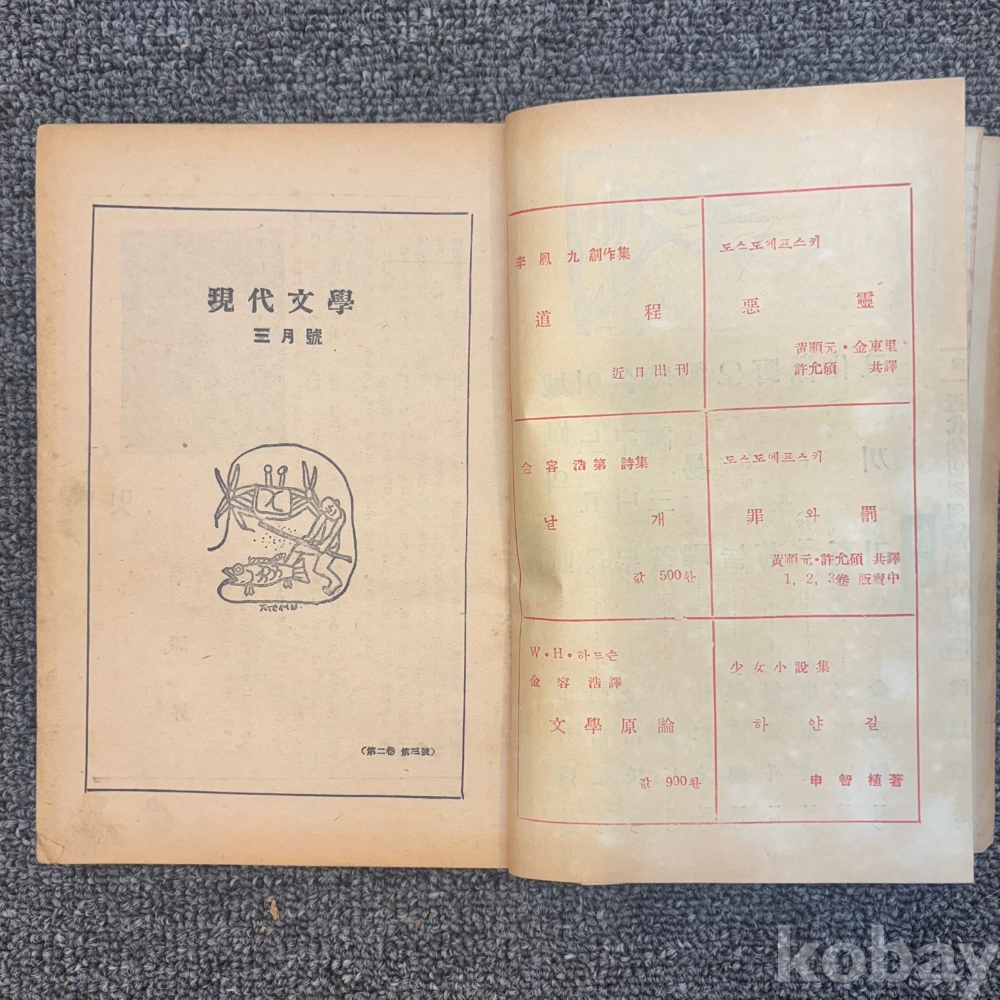 現代文學
三月號
(第二卷 第三號)
李鳳九 創作集
道程
近日出刊
도스도예프스키
惡靈
黃順元・金東里
許允碩 共譯
金容浩第 詩集
날개
값 500환
도스도예프스키
罪와罰
黃順元・許允碩 共譯
1, 2, 3卷 販賣中
W・H・하드슨
金容浩譯
文學原論
값 900환
少女小說集
하얀길
申智植著
kobay